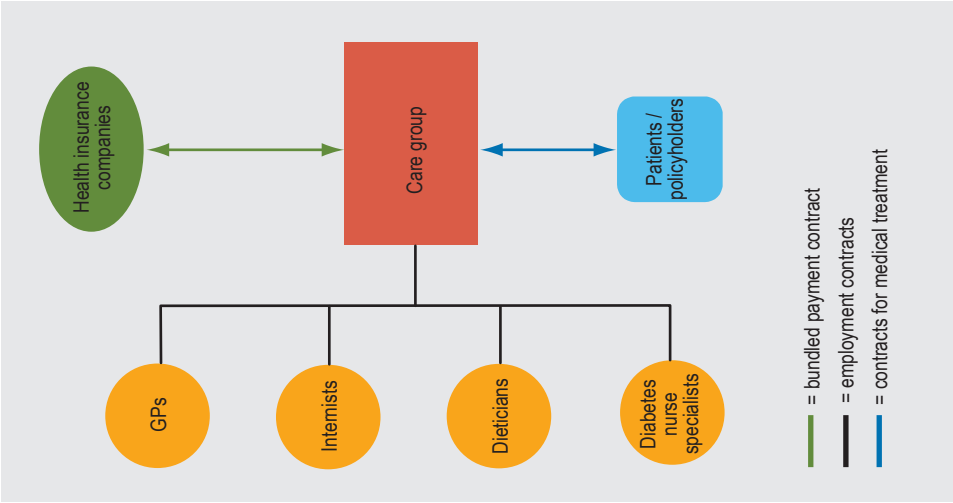 Health insurance
companies
Care group
Patients /
policyholders
GPs
Intemists
Dieticians
Diabetes
nurse
specialists
= bundled payment contract
= employment contracts
= contracts for medical treatment